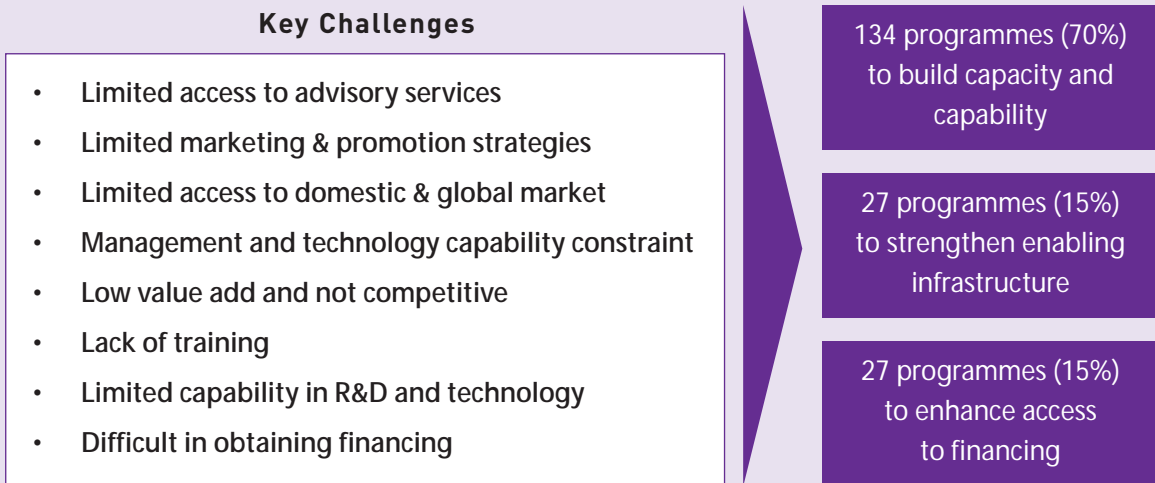 Key Challenges
• Limited access to advisory services
• Limited marketing & promotion strategies
• Limited access to domestic & global market
• Management and technology capability constraint
• Low value add and not competitive
• Lack of training
• Limited capability in R&D and technology
• Difficult in obtaining financing
134 programmes (70%)
to build capacity and
capability
27 programmes (15%)
to strengthen enabling
infrastructure
27 programmes (15%)
to enhance access
to financing